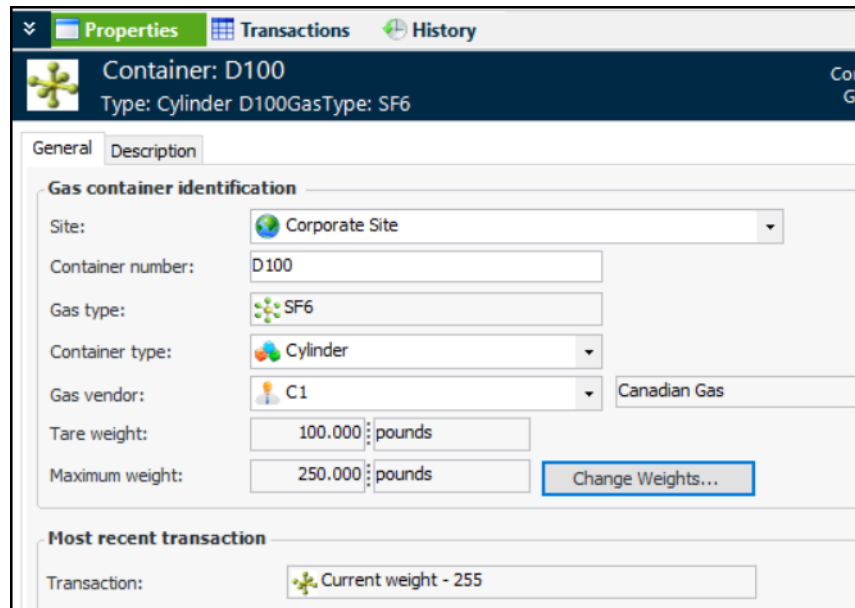 Properties Transactions History
Container: D100
Type: Cylinder D100GasType: SF6
General Description
Gas container identification
Site: Corporate Site
Container number: D100
Gas type: SF6
Container type: Cylinder
Gas vendor: C1 Canadian Gas
Tare weight: 100.000 pounds
Maximum weight: 250.000 pounds Change Weights...
Most recent transaction
Transaction: Current weight - 255